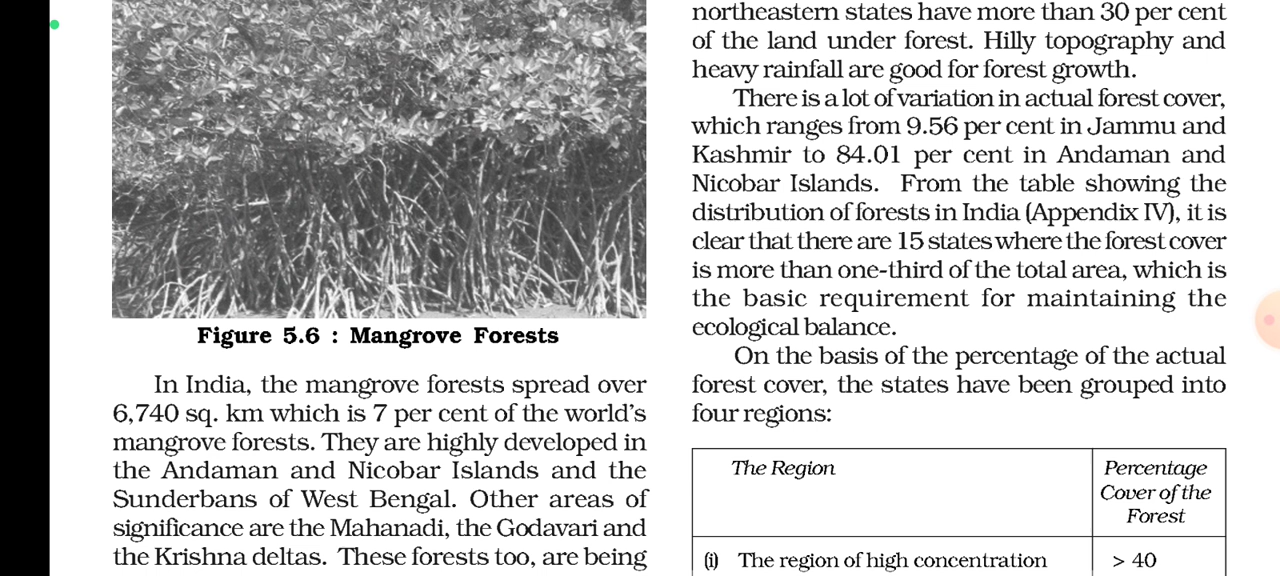 Figure 5.6 : Mangrove Forests
In India, the mangrove forests spread over
6,740 sq. km which is 7 per cent of the world's
mangrove forests. They are highly developed in
the Andaman and Nicobar Islands and the
Sunderbans of West Bengal. Other areas of
significance are the Mahanadi, the Godavari and
the Krishna deltas. These forests too, are being
northeastern states have more than 30 per cent
of the land under forest. Hilly topography and
heavy rainfall are good for forest growth.
There is a lot of variation in actual forest cover,
which ranges from 9.56 per cent in Jammu and
Kashmir to 84.01 per cent in Andaman and
Nicobar Islands. From the table showing the
distribution of forests in India (Appendix IV), it is
clear that there are 15 states where the forest cover
is more than one-third of the total area, which is
the basic requirement for maintaining the
ecological balance.
On the basis of the percentage of the actual
forest cover, the states have been grouped into
four regions:
The Region
Percentage
Cover of the
Forest
(i) The region of high concentration > 40